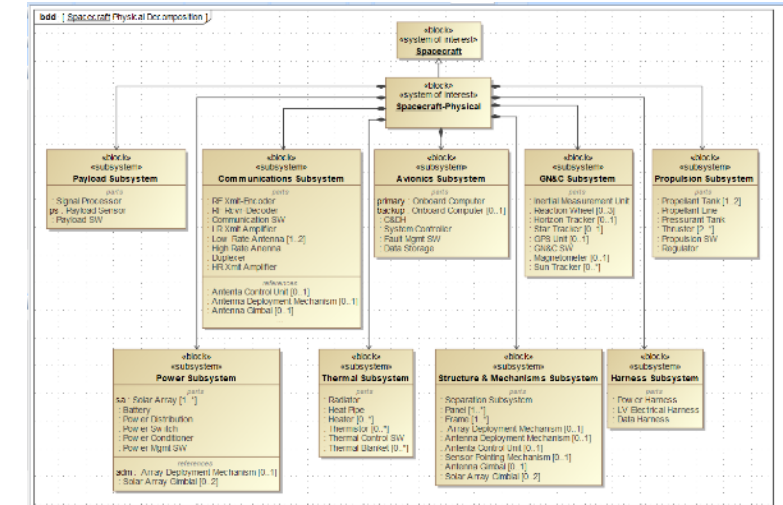 bdd [ Spacecraft Physical Decomposition ]
«block»
«system of interest»
Spacecraft
«block»
«system of interest»
Spacecraft-Physical
«block»
«subsystem»
Payload Subsystem
parts
: Signal Processor
ps : Payload Sensor
: Payload SW
«block»
«subsystem»
Communications Subsystem
parts
: RF Xmit-Encoder
: RF Rcvr-Decoder
: Communication SW
: LR Xmit Amplifier
: Low Rate Antenna [1..2]
: High Rate Anenna
: Duplexer
: HR Xmit Amplifier
references
: Antenta Control Unit [0..1]
: Antenna Deployment Mechanism [0..1]
: Antenna Gimbal [0..1]
«block»
«subsystem»
Avionics Subsystem
parts
primary : Onboard Computer
backup : Onboard Computer [0..1]
: C&DH
: System Controller
: Fault Mgmt SW
: Data Storage
«block»
«subsystem»
GN&C Subsystem
parts
: Inertial Measurement Unit
: Reaction Wheel [0..3]
: Horizon Tracker [0..1]
: Star Tracker [0..1]
: GPS Unit [0..1]
: GN&C SW
: Magnetometer [0..1]
: Sun Tracker [0..*]
«block»
«subsystem»
Propulsion Subsystem
parts
: Propellant Tank [1..2]
: Propellant Line
: Pressurant Tank
: Thruster [2..*]
: Propulsion SW
: Regulator
«block»
«subsystem»
Power Subsystem
parts
sa : Solar Array [1..*]
: Battery
: Power Distribution
: Power Switch
: Power Conditioner
: Power Mgmt SW
references
adm : Array Deployment Mechanism [0..1]
: Solar Array Gimbal [0..2]
«block»
«subsystem»
Thermal Subsystem
parts
: Radiator
: Heat Pipe
: Heater [0..*]
: Thermistor [0..*]
: Thermal Control SW
: Thermal Blanket [0..*]
«block»
«subsystem»
Structure & Mechanisms Subsystem
parts
: Separation Subsystem
: Panel [1..*]
: Frame [1..*]
: Array Deployment Mechanism [0..1]
: Antenna Deployment Mechanism [0..1]
: Antenta Control Unit [0..1]
: Sensor Pointing Mechanism [0..1]
: Antenna Gimbal [0..1]
: Solar Array Gimbal [0..2]
«block»
«subsystem»
Harness Subsystem
parts
: Power Harness
: LV Electrical Harness
: Data Harness